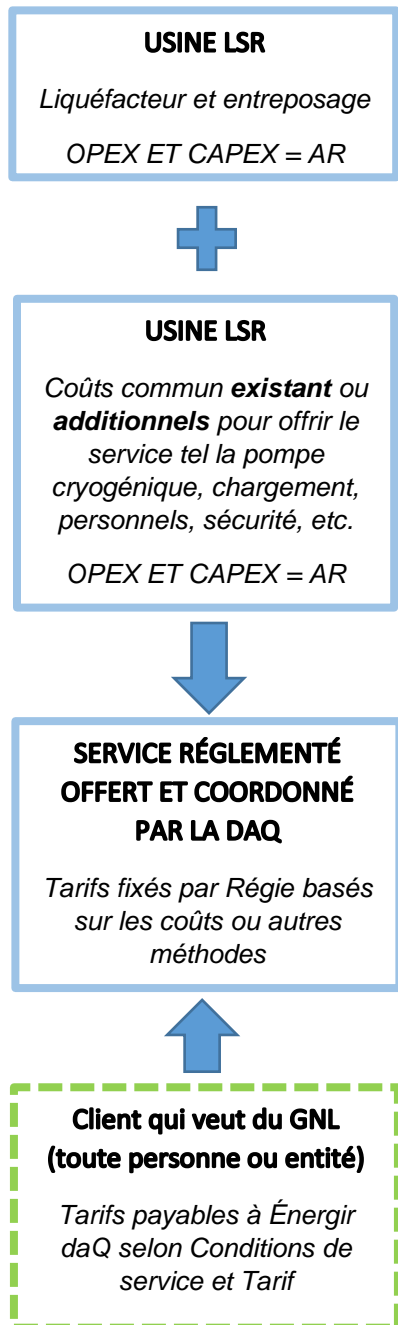 USINE LSR
Liquéfacteur et entreposage
OPEX ET CAPEX = AR
USINE LSR
Coûts commun existant ou
additionnels pour offrir le
service tel la pompe
cryogénique, chargement,
personnels, sécurité, etc.
OPEX ET CAPEX = AR
SERVICE RÉGLEMENTÉ
OFFERT ET COORDONNÉ
PAR LA DAQ
Tarifs fixés par Régie basés
sur les coûts ou autres
méthodes
Client qui veut du GNL
(toute personne ou entité)
Tarifs payables à Énergir
daQ selon Conditions de
service et Tarif